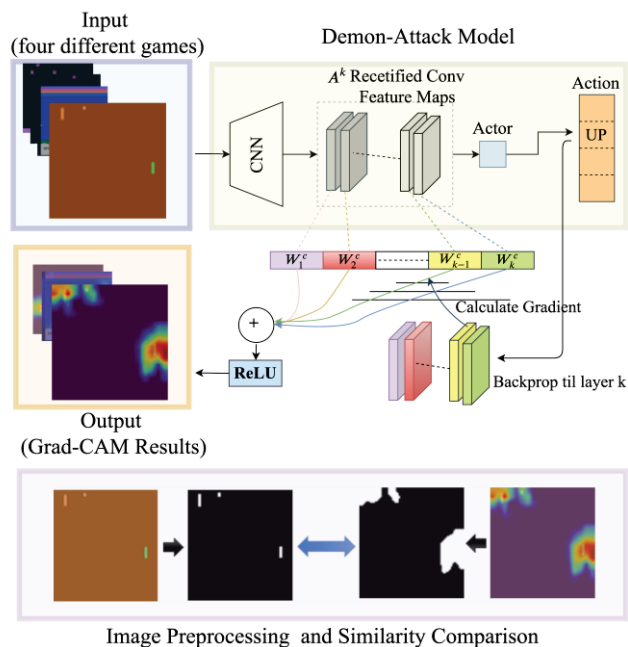 Input
(four different games)
Demon-Attack Model
A^k Recetified Conv
Feature Maps
Action
Actor
UP
CNN
W_1^c
W_2^c
W_{k-1}^c
W_k^c
Calculate Gradient
+
ReLU
Backprop til layer k
Output
(Grad-CAM Results)
Image Preprocessing and Similarity Comparison